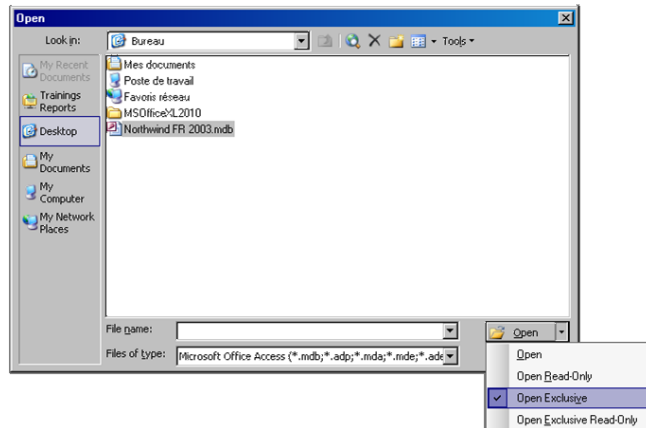 Open
Look in: Bureau Tools
My Recent
Documents
Trainings
Reports
Desktop
My
Documents
My
Computer
My Network
Places
Mes documents
Poste de travail
Favoris réseau
MSOfficeXL2010
Northwind FR 2003.mdb
File name:
Open
Files of type: Microsoft Office Access (*.mdb;*.adp;*.mda;*.mde;*.ade
Open
Open Read-Only
Open Exclusive
Open Exclusive Read-Only